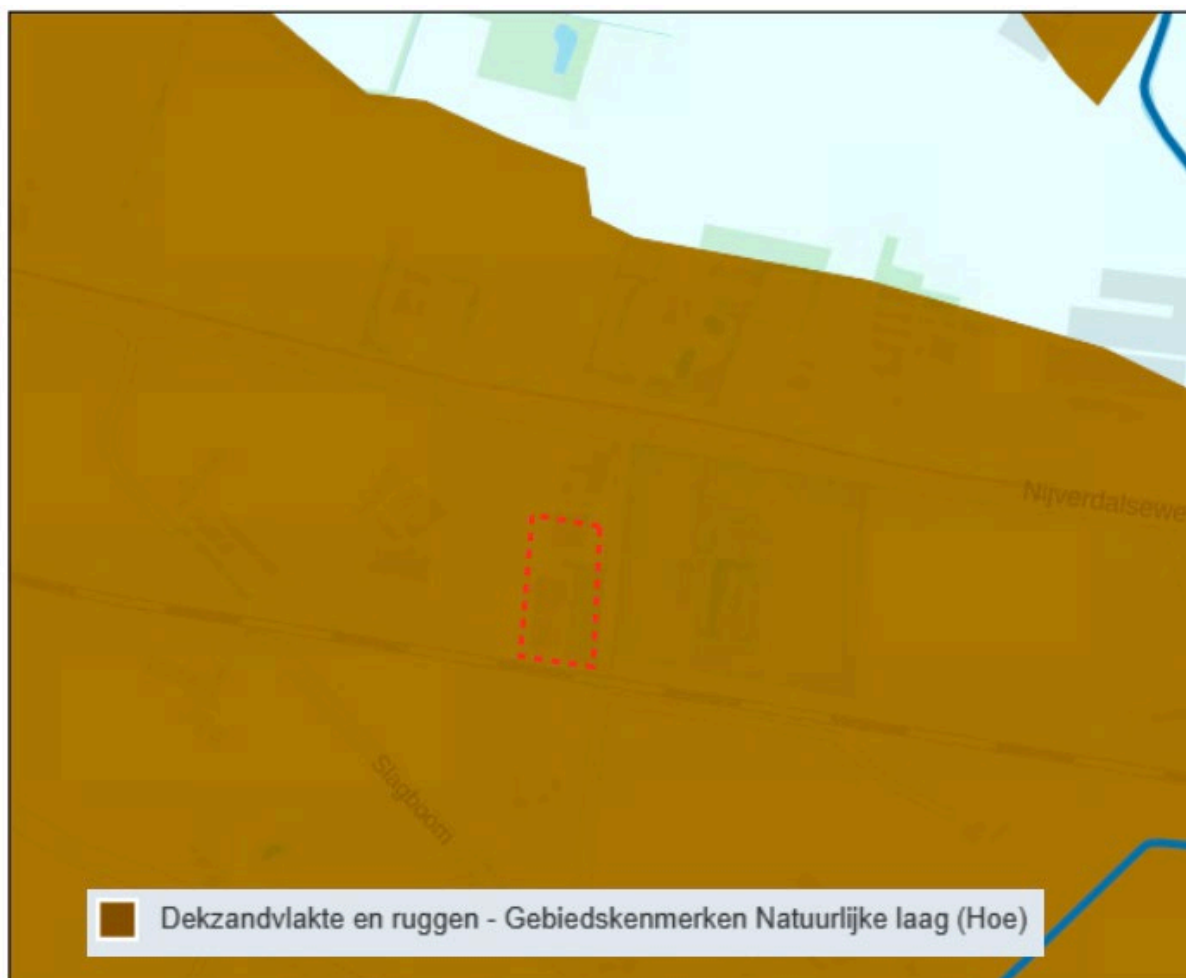 Nijverdalsewe
Slagboom
Dekzandvlakte en ruggen - Gebiedskenmerken Natuurlijke laag (Hoe)